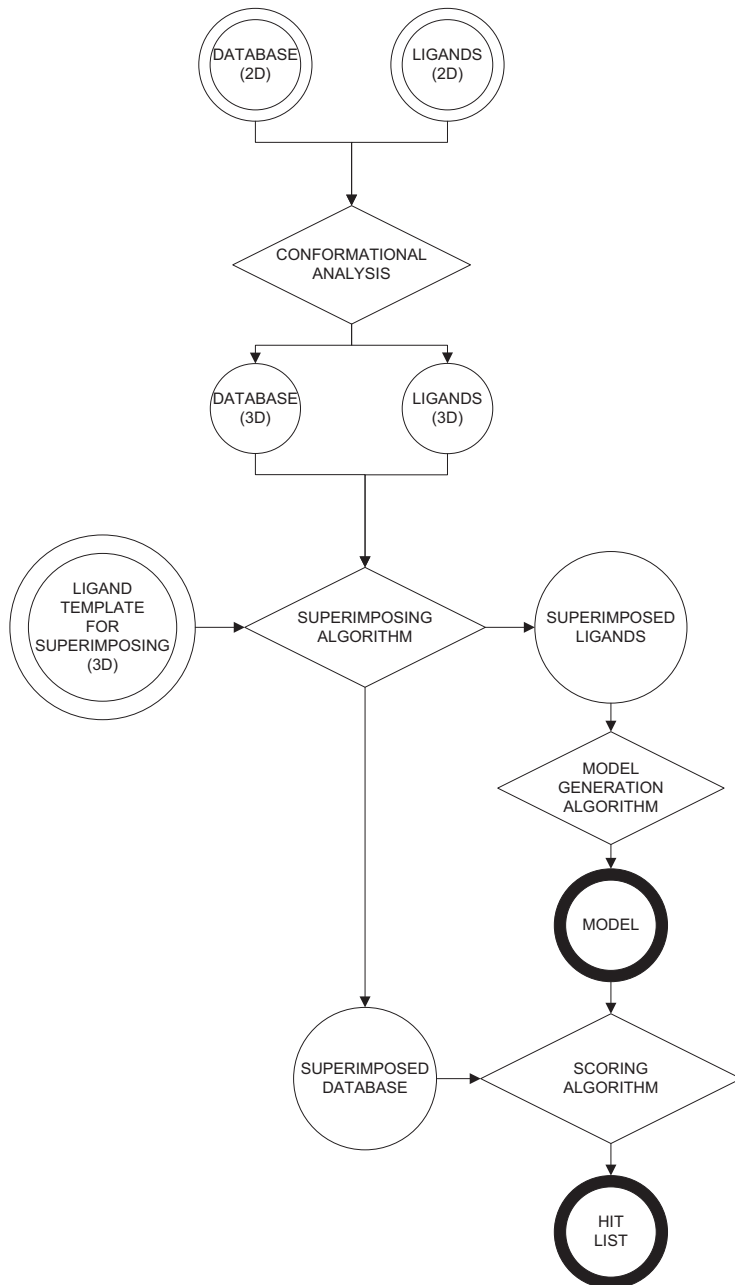 DATABASE
(2D)
LIGANDS
(2D)
CONFORMATIONAL
ANALYSIS
DATABASE
(3D)
LIGANDS
(3D)
LIGAND
TEMPLATE
FOR
SUPERIMPOSING
(3D)
SUPERIMPOSING
ALGORITHM
SUPERIMPOSED
LIGANDS
MODEL
GENERATION
ALGORITHM
MODEL
SUPERIMPOSED
DATABASE
SCORING
ALGORITHM
HIT
LIST